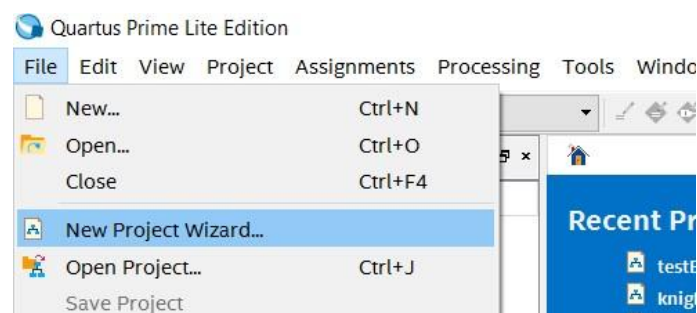 Quartus Prime Lite Edition
File Edit View Project Assignments Processing Tools
New... Ctrl+N
Open... Ctrl+O
Close Ctrl+F4
New Project Wizard...
Recent
Open Project... Ctrl+J
Save Project